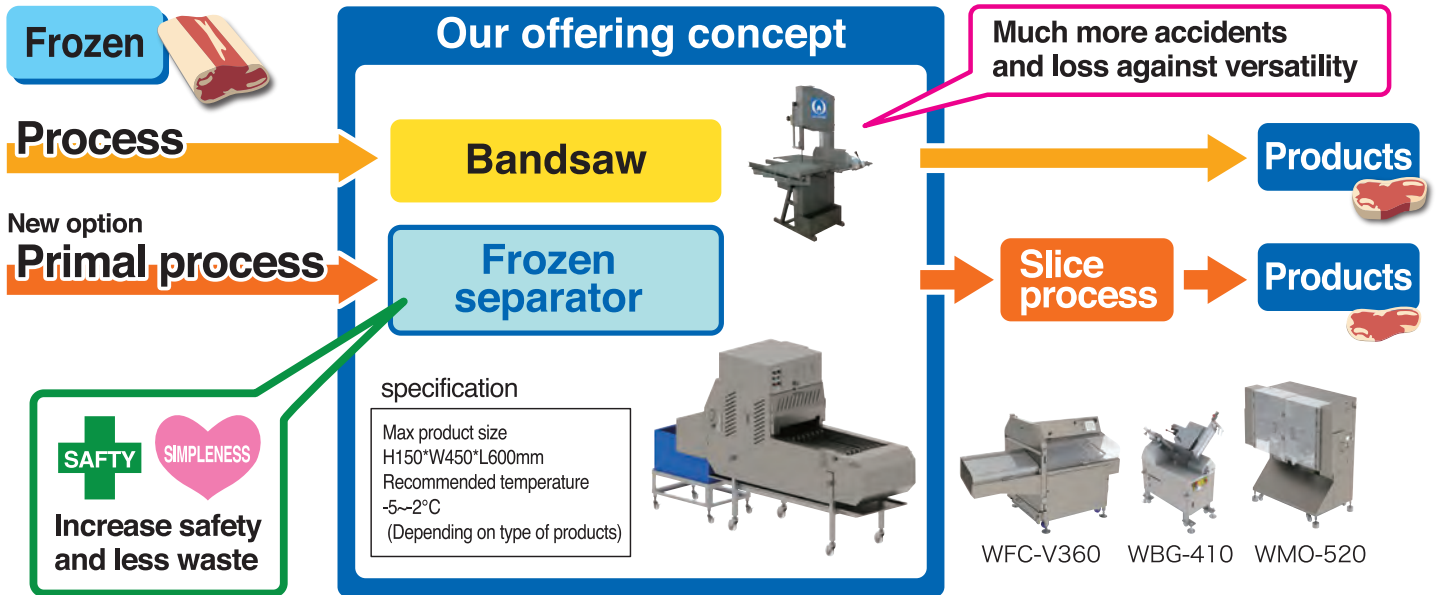 Our offering concept
Frozen
Much more accidents
and loss against versatility
Process
Bandsaw
Products
New option
Primal process
Frozen
separator
Slice
process
Products
specification
Max product size
H150*W450*L600mm
Recommended temperature
-5~-2°C
(Depending on type of products)
SAFTY
SIMPLENESS
Increase safety
and less waste
WFC-V360
WBG-410
WMO-520